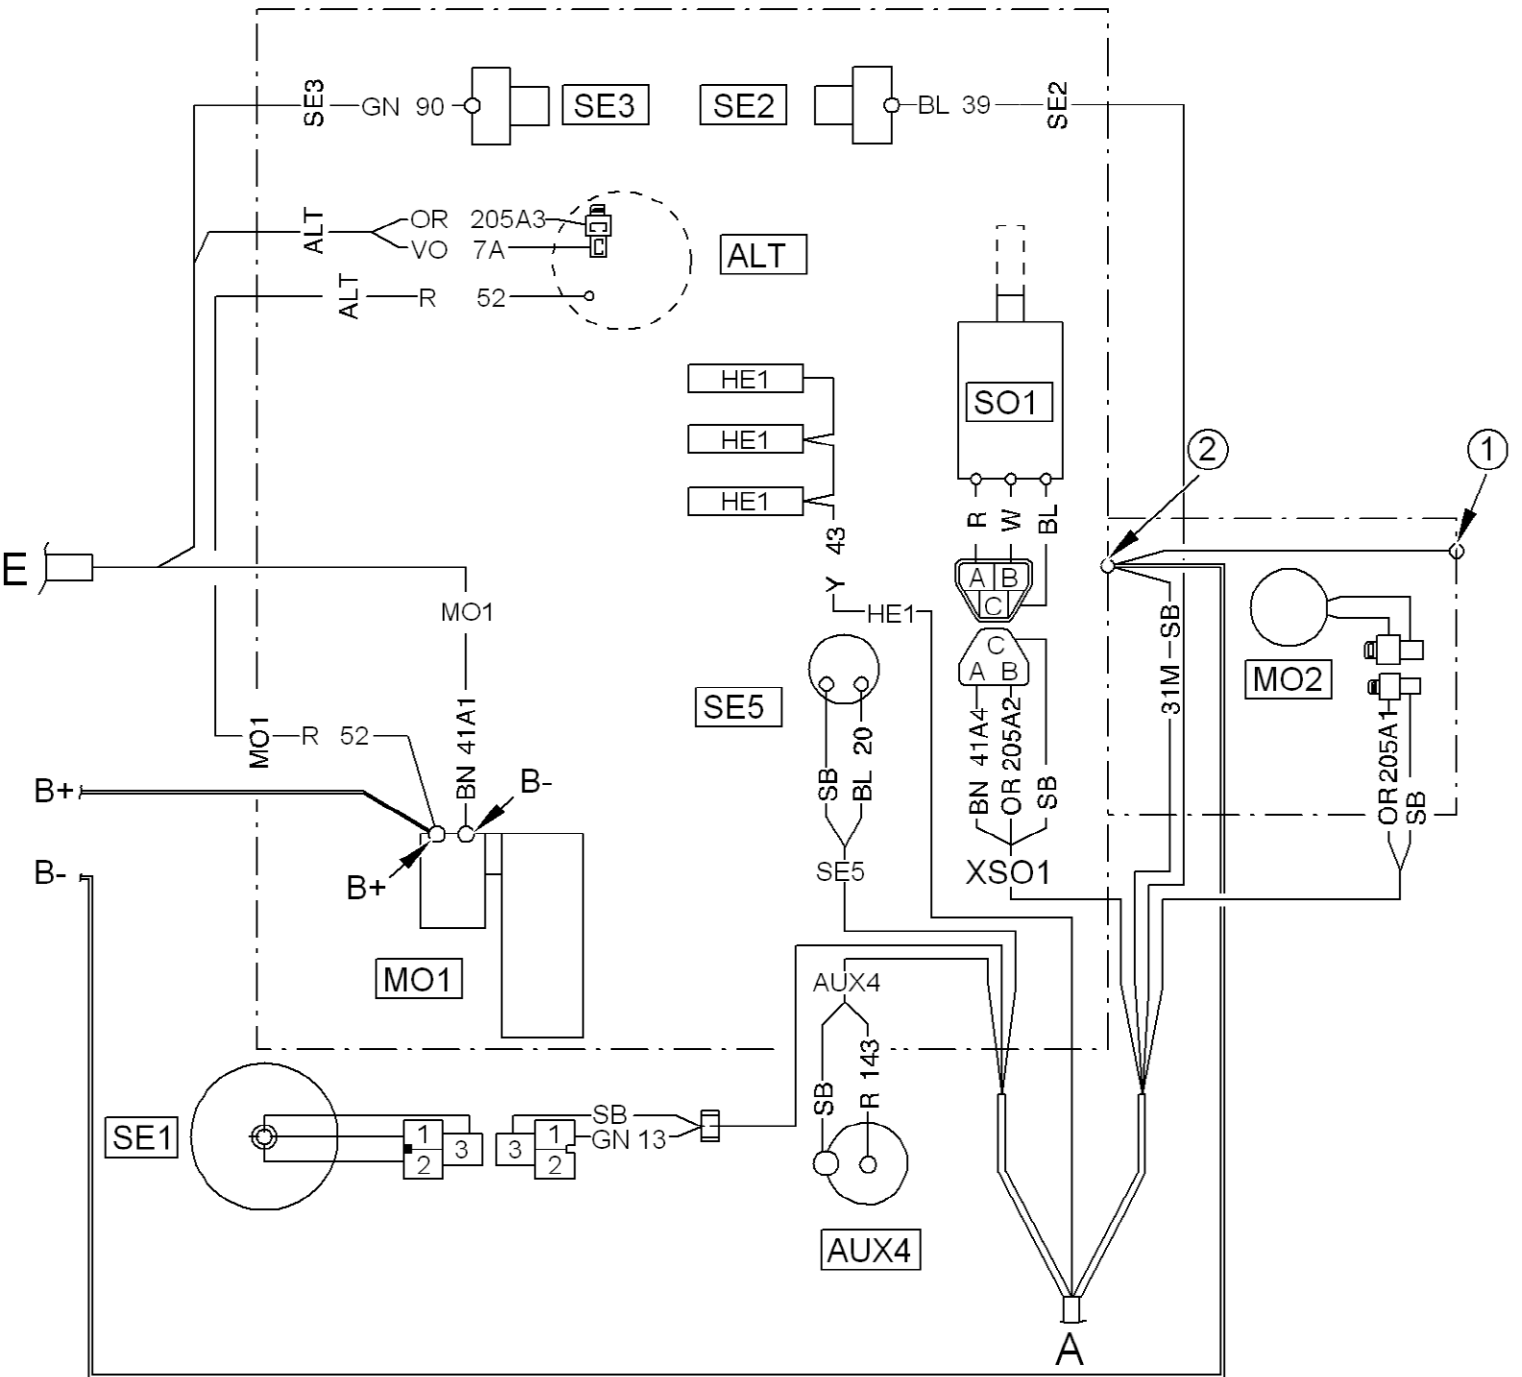 SE3
GN 90
SE3
SE2
BL 39
SE2
ALT
OR 205A3
VO 7A
ALT
ALT
R 52
HE1
HE1
HE1
Y 43
HE1
SO1
R
W
BL
A B
C
C
A B
BN 41A4
OR 205A2
SB
XSO1
2
1
31M SB
MO2
OR 205A1
SB
E
MO1
BN 41A1
MO1
R 52
B+
B-
B-
B+
MO1
SE5
SB
BL 20
SE5
AUX4
SB
R 143
AUX4
SE1
1
2
3
3
1
2
SB
GN 13
A